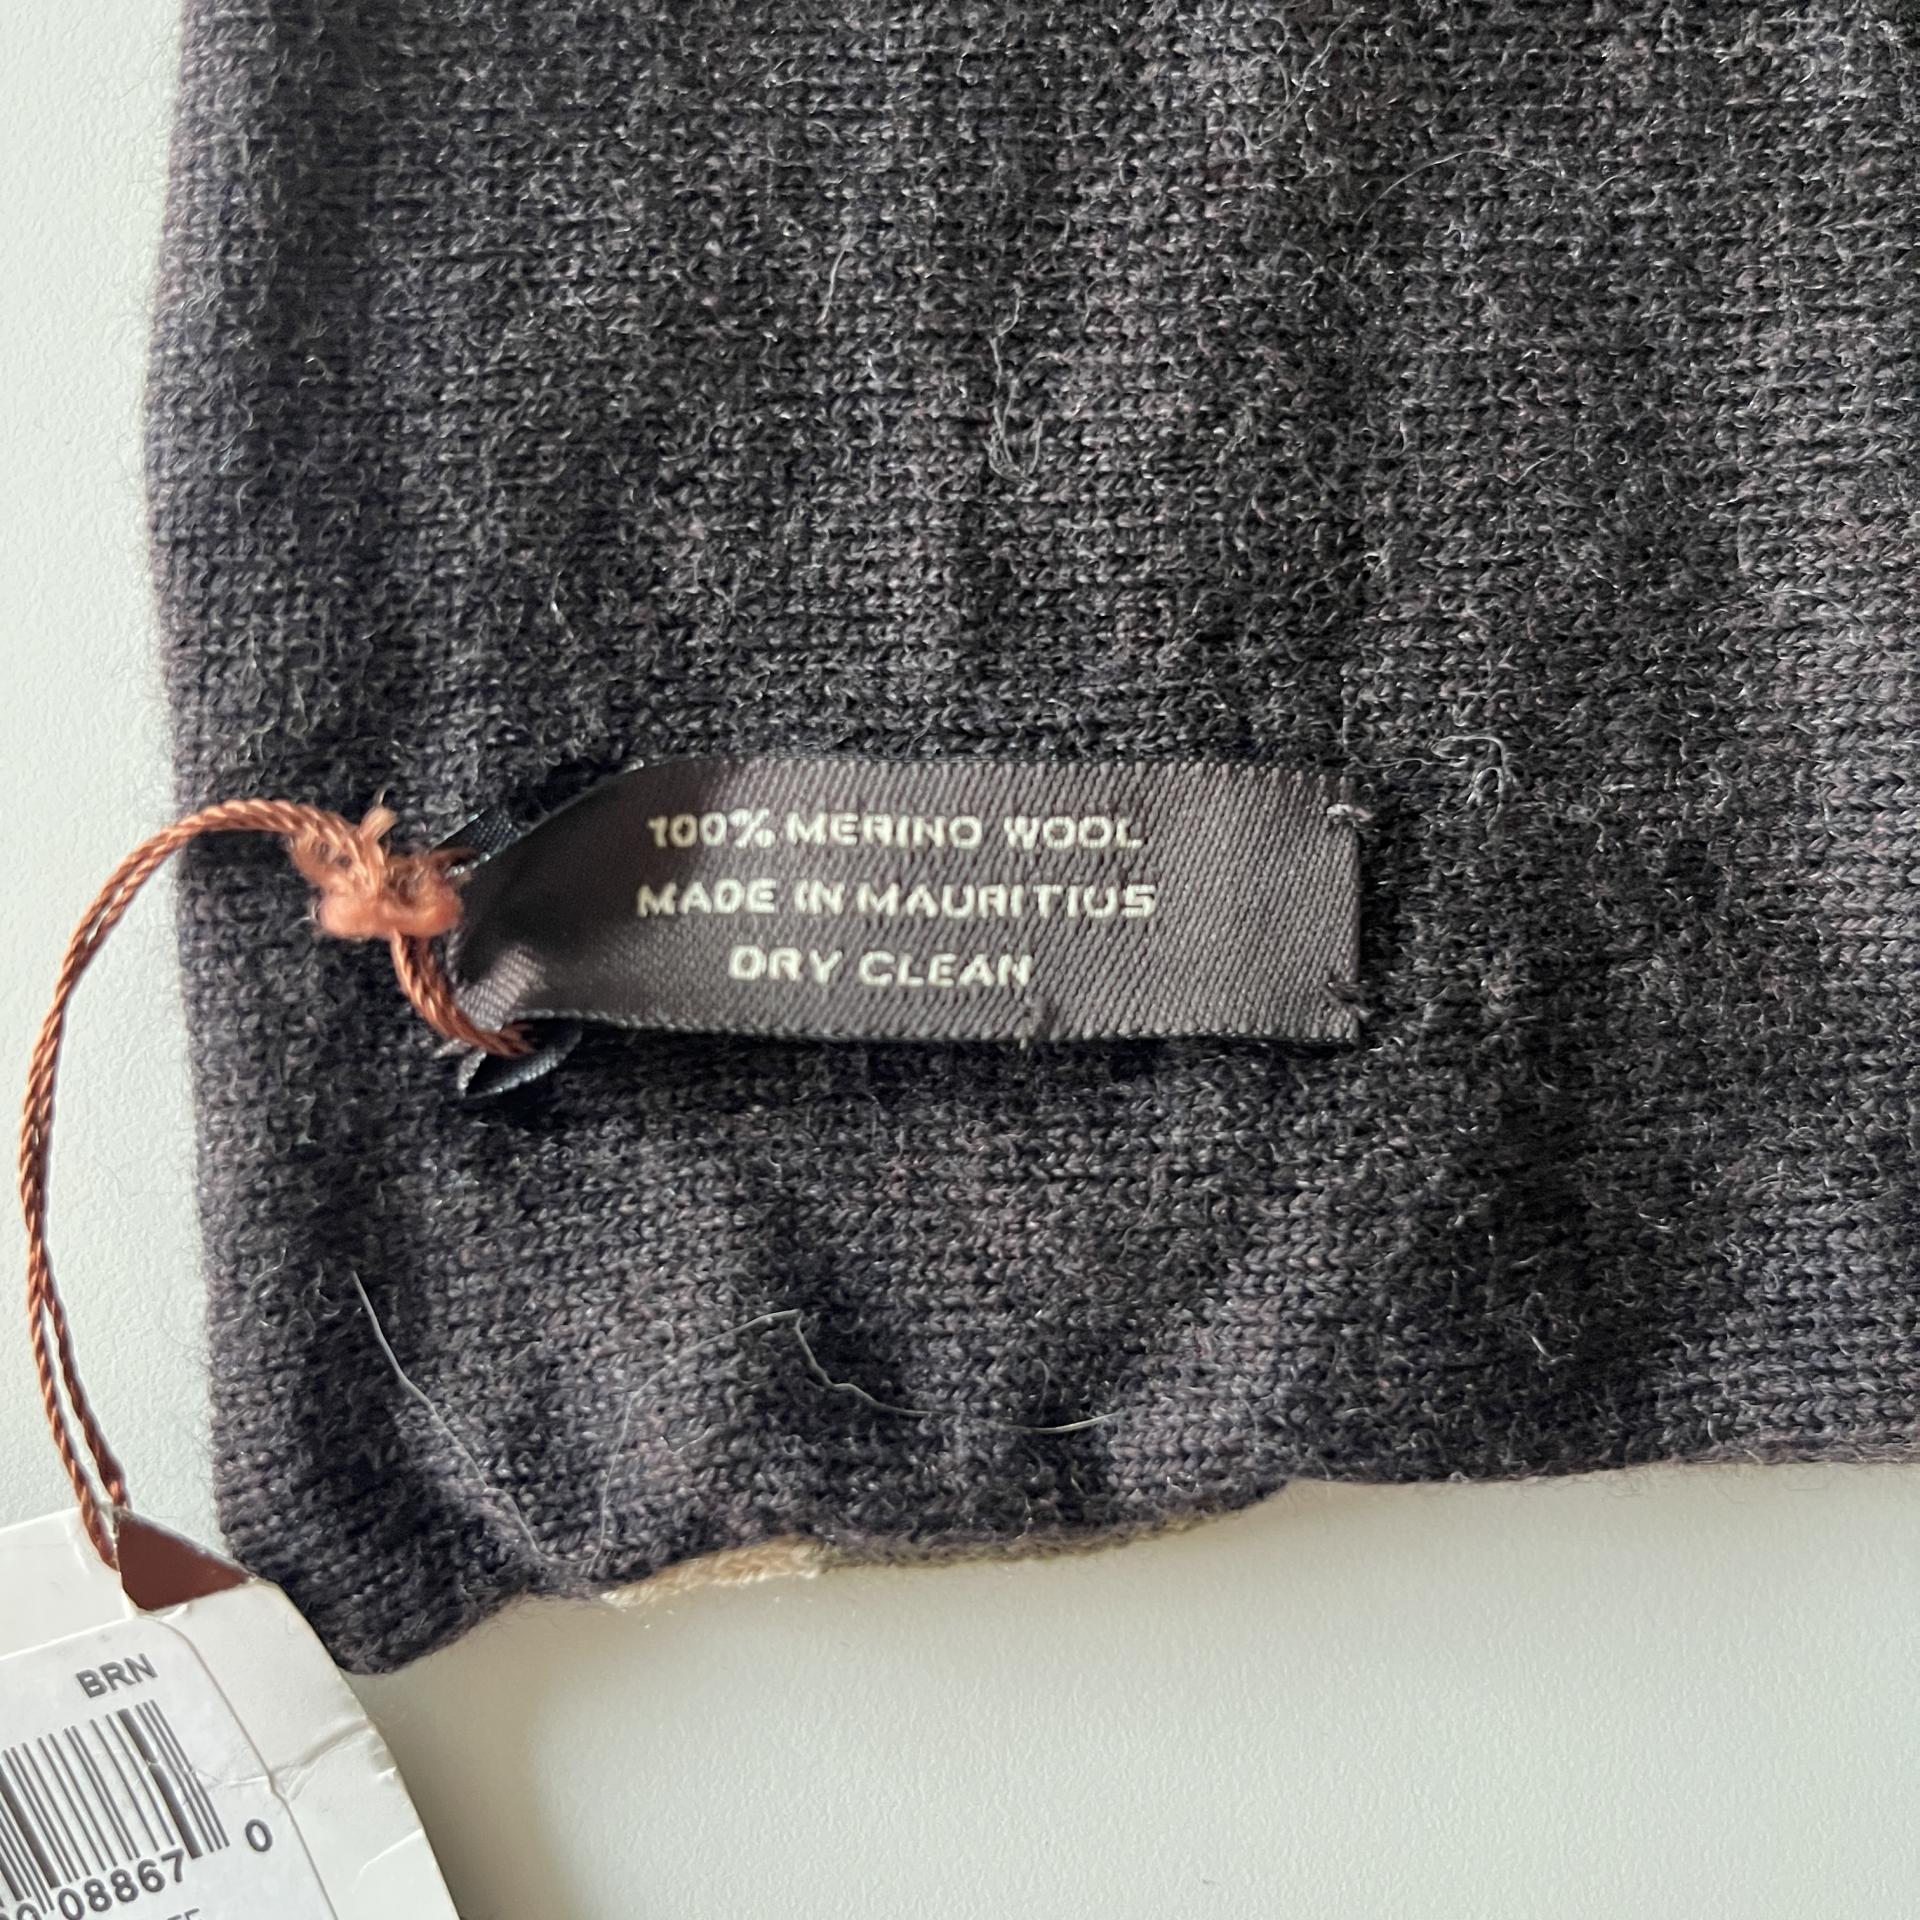 100% MERINO WOOL
MADE IN MAURITIUS
DRY CLEAN
BRN
08867 0